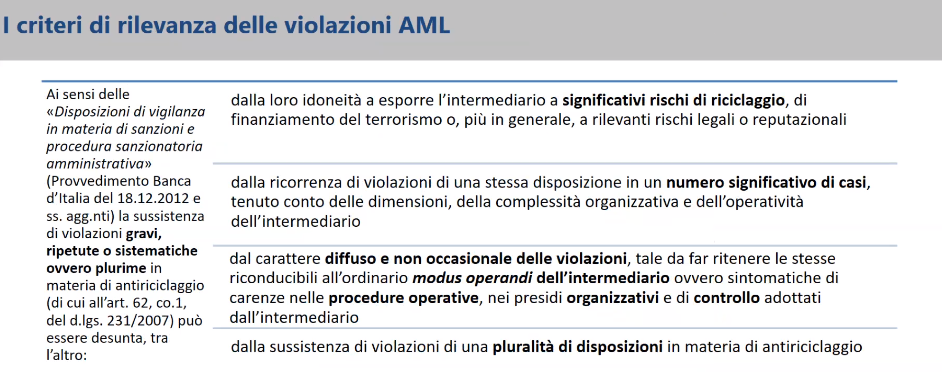 I criteri di rilevanza delle violazioni AML
Ai sensi delle
«Disposizioni di vigilanza
in materia di sanzioni e
procedura sanzionatoria
amministrativa»
(Provvedimento Banca
d’Italia del 18.12.2012 e
ss. agg.nti) la sussistenza
di violazioni gravi,
ripetute o sistematiche
ovvero plurime in
materia di antiriciclaggio
(di cui all’art. 62, co.1,
del d.lgs. 231/2007) può
essere desunta, tra
l’altro:
dalla loro idoneità a esporre l’intermediario a significativi rischi di riciclaggio, di
finanziamento del terrorismo o, più in generale, a rilevanti rischi legali o reputazionali
dalla ricorrenza di violazioni di una stessa disposizione in un numero significativo di casi,
tenuto conto delle dimensioni, della complessità organizzativa e dell’operatività
dell’intermediario
dal carattere diffuso e non occasionale delle violazioni, tale da far ritenere le stesse
riconducibili all’ordinario modus operandi dell’intermediario ovvero sintomatiche di
carenze nelle procedure operative, nei presidi organizzativi e di controllo adottati
dall’intermediario
dalla sussistenza di violazioni di una pluralità di disposizioni in materia di antiriciclaggio